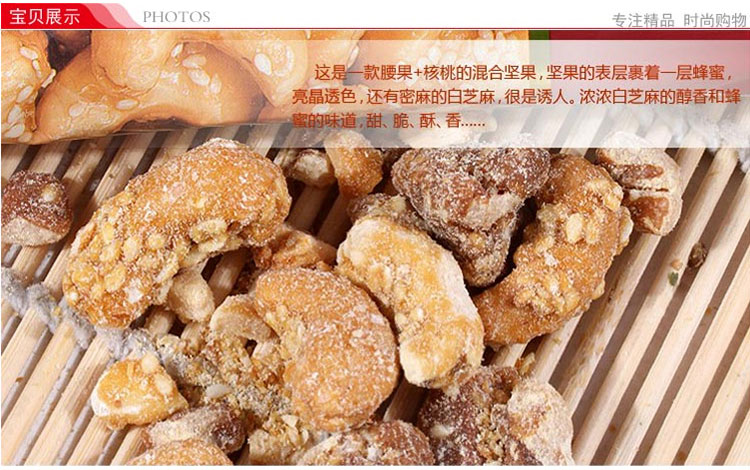 宝贝展示 PHOTOS 专注精品 时尚购物
这是一款腰果+核桃的混合坚果，坚果的表层裹着一层蜂蜜，
亮晶透色，还有密麻的白芝麻，很是诱人。浓浓白芝麻的醇香和蜂
蜜的味道，甜、脆、酥、香......